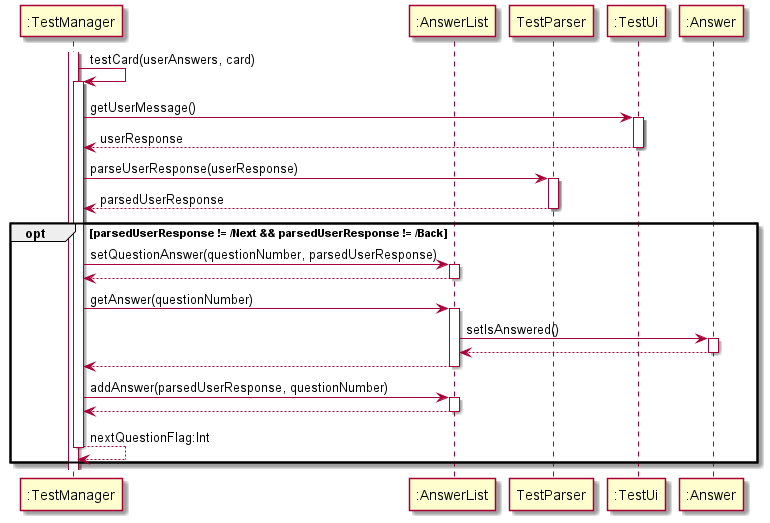 :TestManager :AnswerList TestParser :TestUi :Answer
testCard(userAnswers, card)
getUserMessage()
userResponse
parseUserResponse(userResponse)
parsedUserResponse
opt [parsedUserResponse != /Next && parsedUserResponse != /Back]
setQuestionAnswer(questionNumber, parsedUserResponse)
getAnswer(questionNumber)
setIsAnswered()
addAnswer(parsedUserResponse, questionNumber)
nextQuestionFlag:Int
:TestManager :AnswerList TestParser :TestUi :Answer